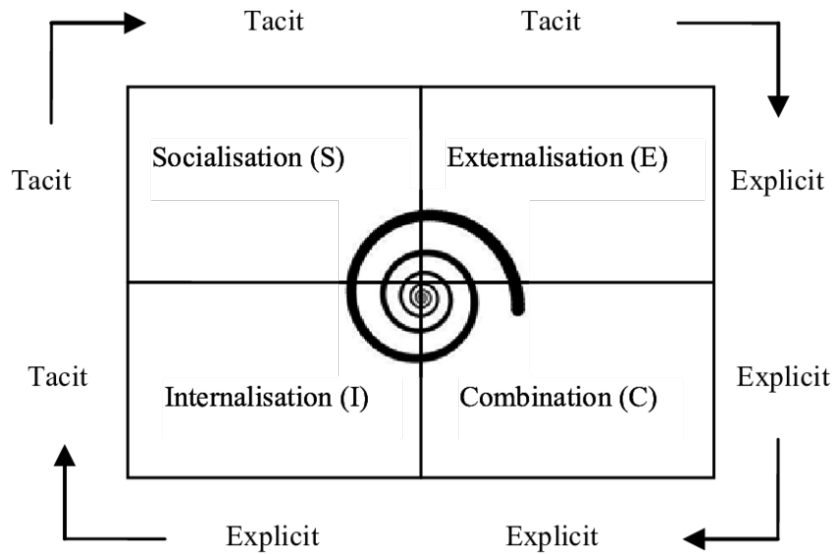 Tacit Tacit
Socialisation (S) Externalisation (E)
Tacit Explicit
Tacit Explicit
Internalisation (I) Combination (C)
Explicit Explicit